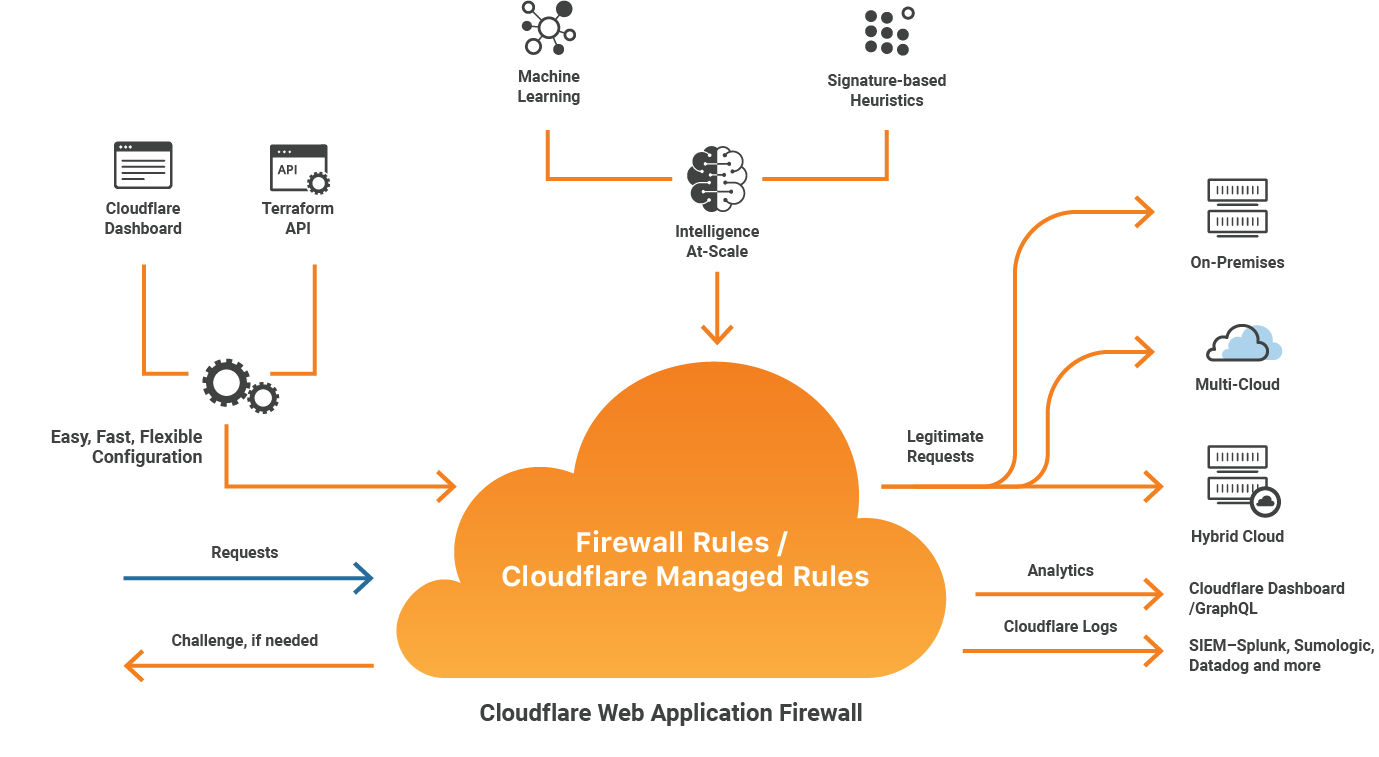 Machine
Learning
Signature-based
Heuristics
Cloudflare
Dashboard
API
Terraform
API
Intelligence
At-Scale
On-Premises
Multi-Cloud
Easy, Fast, Flexible
Configuration
Legitimate
Requests
Hybrid Cloud
Firewall Rules /
Cloudflare Managed Rules
Requests
Challenge, if needed
Analytics
Cloudflare Dashboard
/GraphQL
Cloudflare Logs
SIEM–Splunk, Sumologic,
Datadog and more
Cloudflare Web Application Firewall